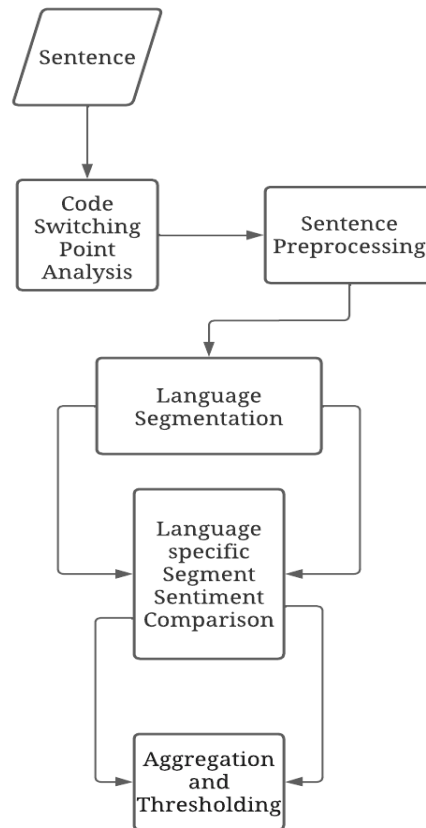 Sentence
Code
Switching
Point
Analysis
Sentence
Preprocessing
Language
Segmentation
Language
specific
Segment
Sentiment
Comparison
Aggregation
and
Thresholding